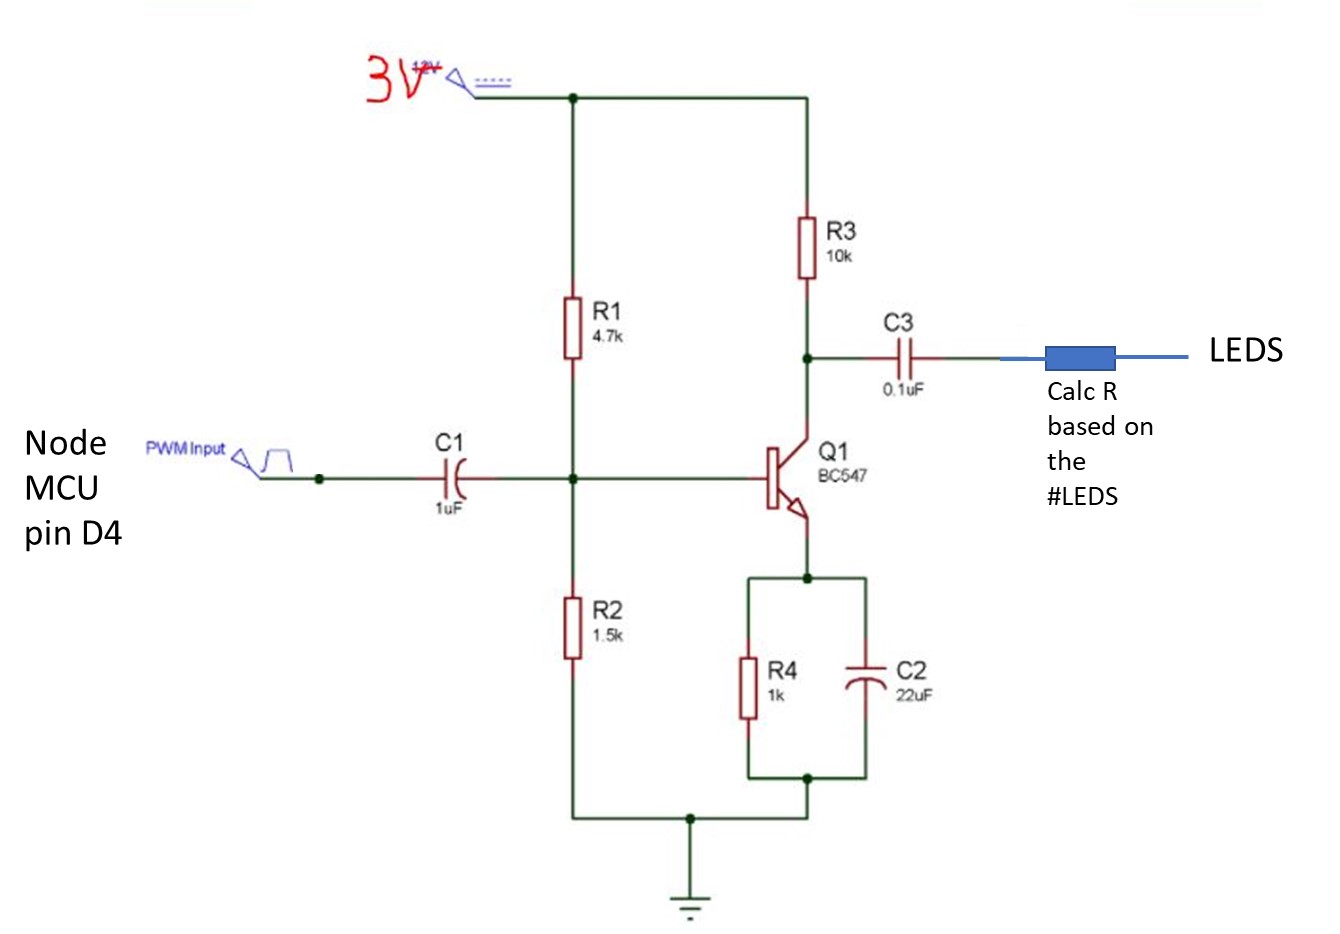 3V
12V
R3
10k
R1
4.7k
C3
0.1uF
LEDS
Calc R
based on
the
#LEDS
Node
MCU
pin D4
PWM Input
C1
1uF
Q1
BC547
R2
1.5k
R4
1k
C2
22uF